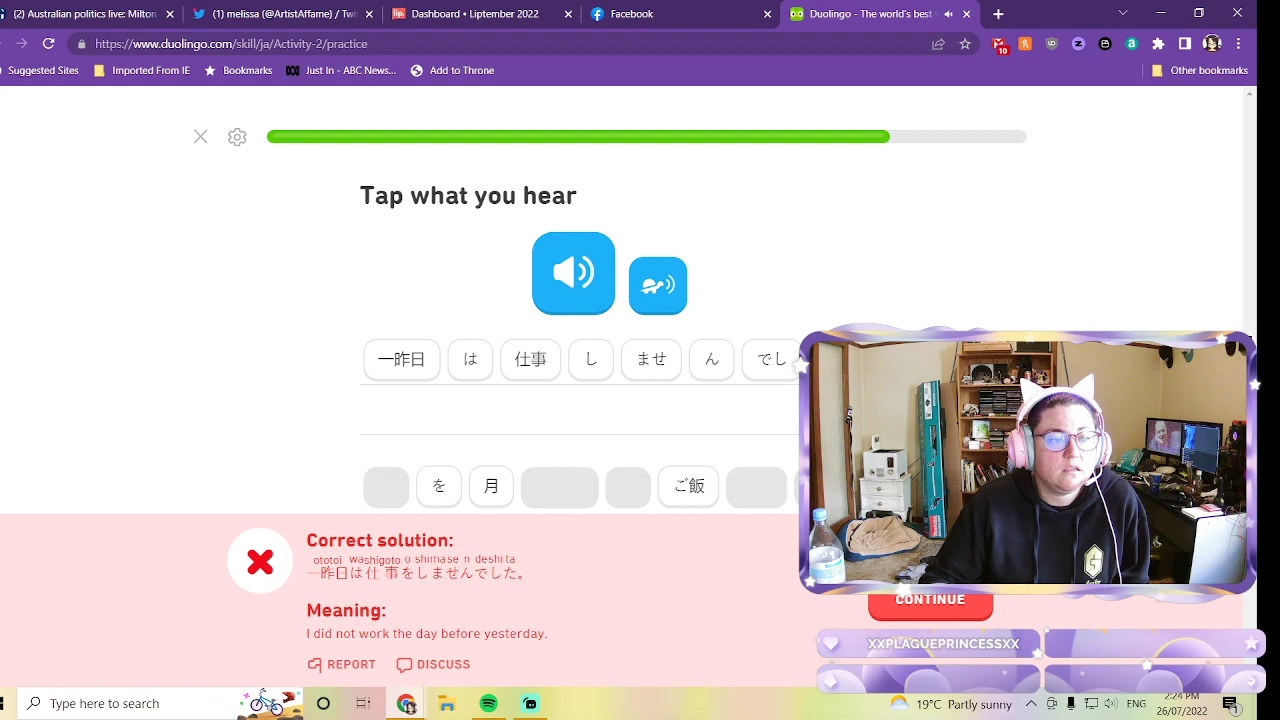 (2) Australian politics live: Milton
(1) melissa (@ArtistAffame) / Twi
Dashboard • Liptember 2022
Facebook
Duolingo - The world's best
https://www.duolingo.com/skill/ja/Activity-2/practice
10
Suggested Sites
Imported From IE
Bookmarks
Just In - ABC News...
Add to Throne
Other bookmarks
Tap what you hear
一昨日 は 仕事 し ませ ん でし
を 月 ご飯
Correct solution:
ototoi washigoto o shimase n deshita
一昨日は仕事をしませんでした。
Meaning:
I did not work the day before yesterday.
CONTINUE
REPORT DISCUSS
XXPLAGUEPRINCESSXX
Type here to search
19°C Partly sunny
ENG
2:24 PM
26/07/2022
1